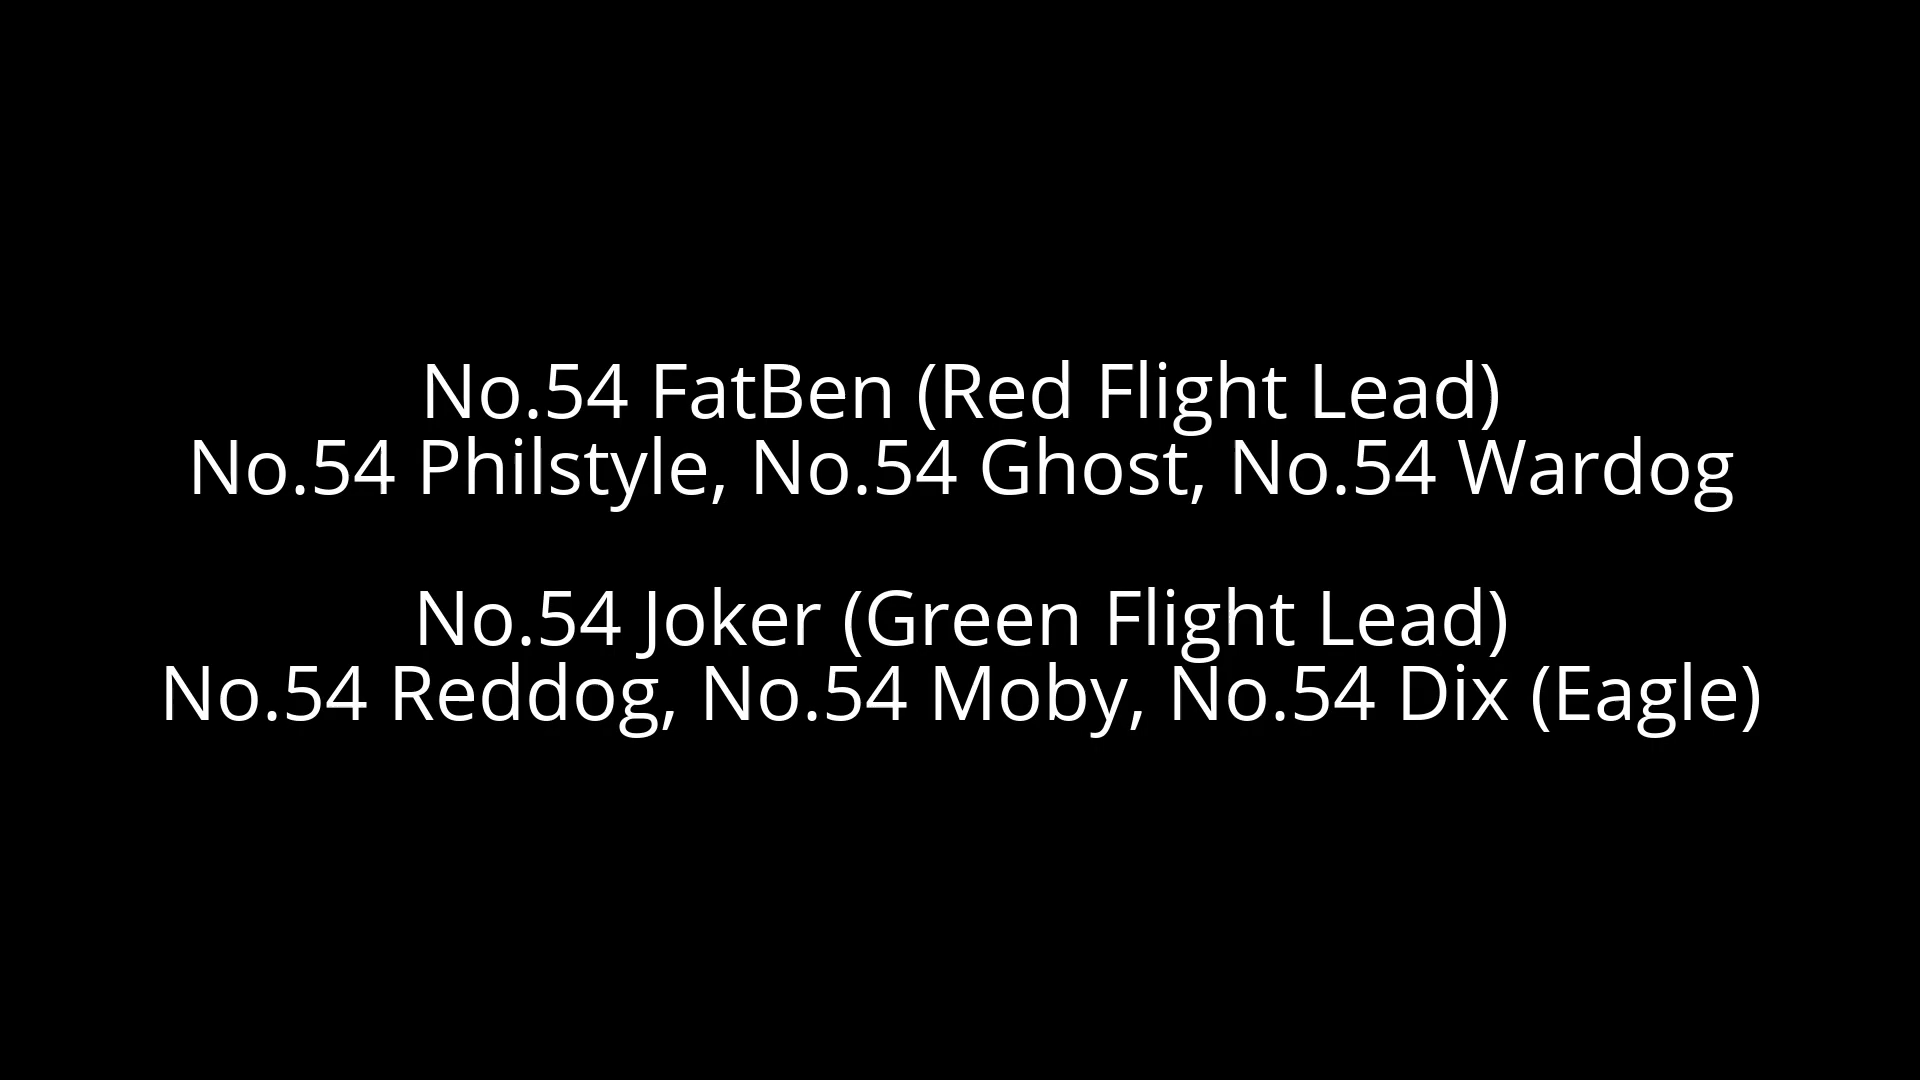 No.54 FatBen (Red Flight Lead)
No.54 Philstyle, No.54 Ghost, No.54 Wardog
No.54 Joker (Green Flight Lead)
No.54 Reddog, No.54 Moby, No.54 Dix (Eagle)